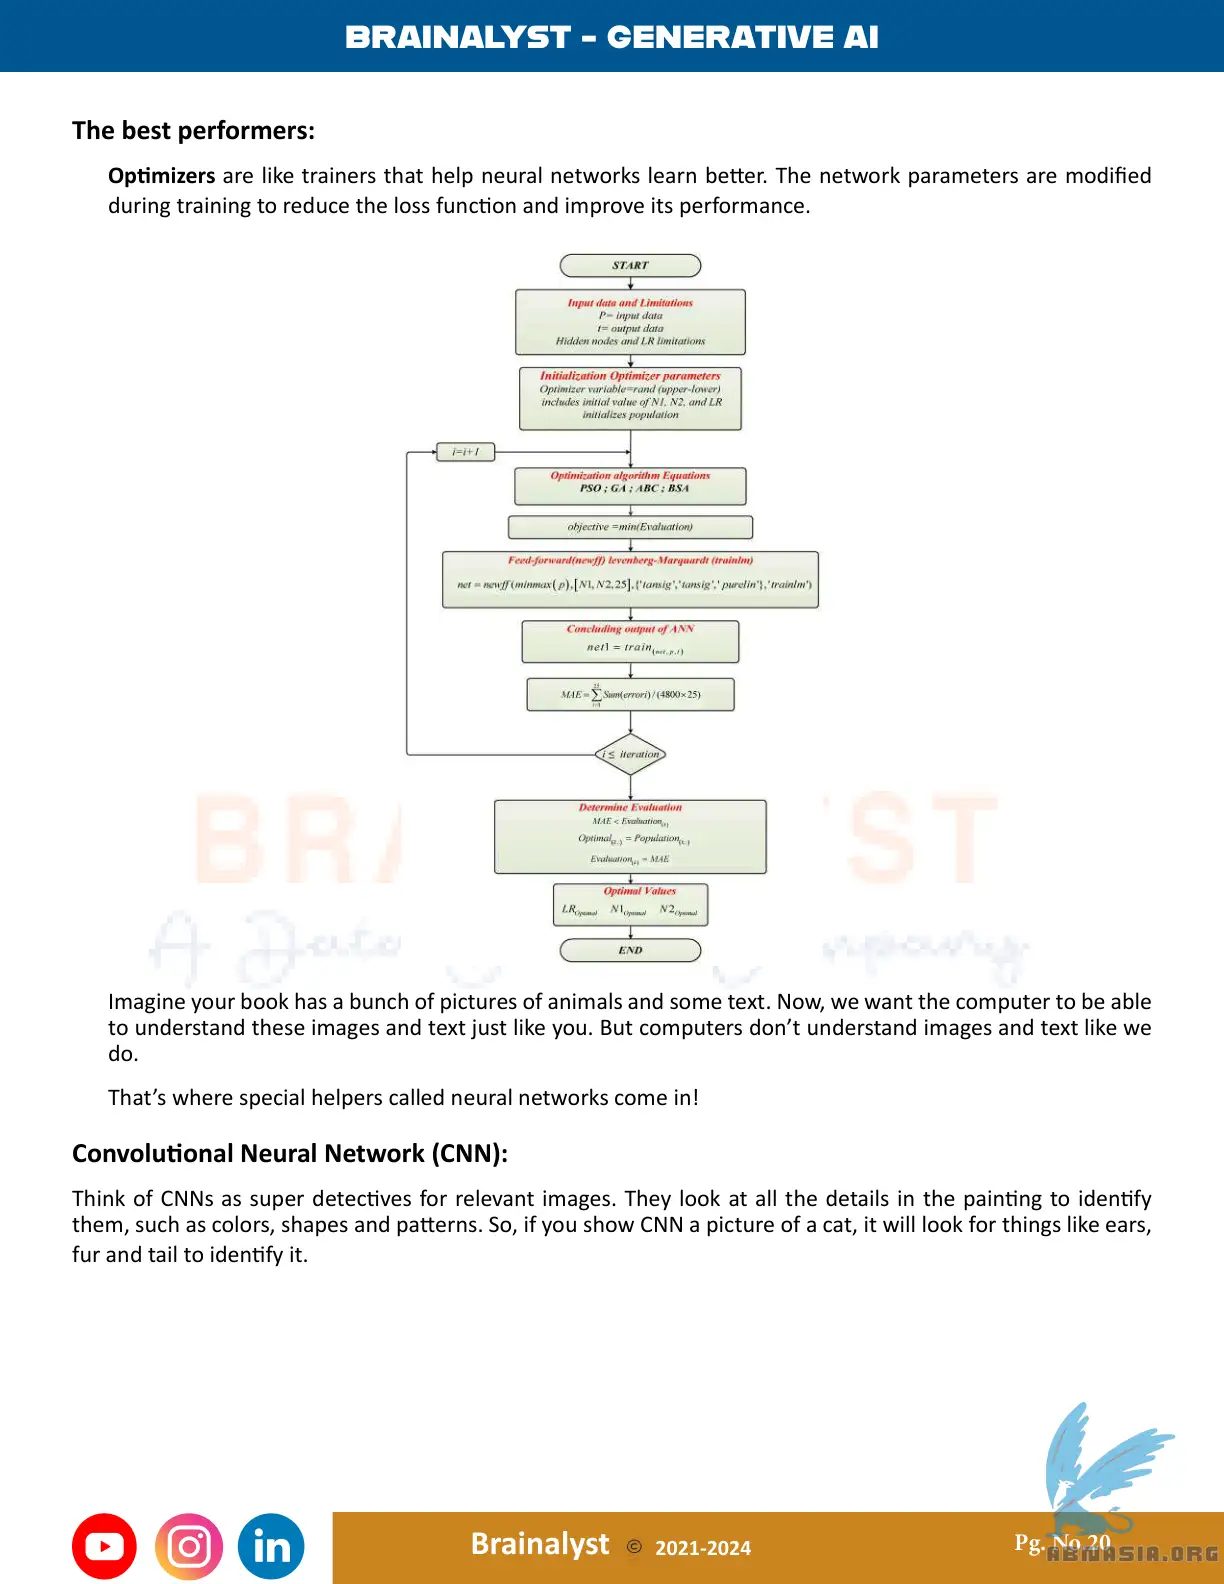 BRAINALYST - GENERATIVE AI
The best performers:
Optimizers are like trainers that help neural networks learn better. The network parameters are modified
during training to reduce the loss function and improve its performance.
START
Input data and Limitations
P= input data
t= output data
Hidden nodes and LR limitations
Initialization Optimizer parameters
Optimizer variable=rand (upper-lower)
includes initial value of N1, N2, and LR
initializes population
i=i+1
Optimization algorithm Equations
PSO ; GA ; ABC ; BSA
objective =min(Evaluation)
Feed-forward(newff) levenberg-Marquardt (trainlm)
net = newff (minmax(p),[N1,N2,25],{'tansig','tansig','purelin'},'trainlm')
Concluding output of ANN
net1 = train(net,p,t)
MAE = 25∑i=1 Sum(errori)/(4800×25)
i ≤ iteration
Determine Evaluation
MAE < Evaluation
Optimal = Population
Evaluation = MAE
Optimal Values
LR Optimal N1 Optimal N2 Optimal
END
Imagine your book has a bunch of pictures of animals and some text. Now, we want the computer to be able
to understand these images and text just like you. But computers don’t understand images and text like we
do.
That’s where special helpers called neural networks come in!
Convolutional Neural Network (CNN):
Think of CNNs as super detectives for relevant images. They look at all the details in the painting to identify
them, such as colors, shapes and patterns. So, if you show CNN a picture of a cat, it will look for things like ears,
fur and tail to identify it.
in
Brainalyst © 2021-2024
Pg. No.20
ABNASIA.ORG